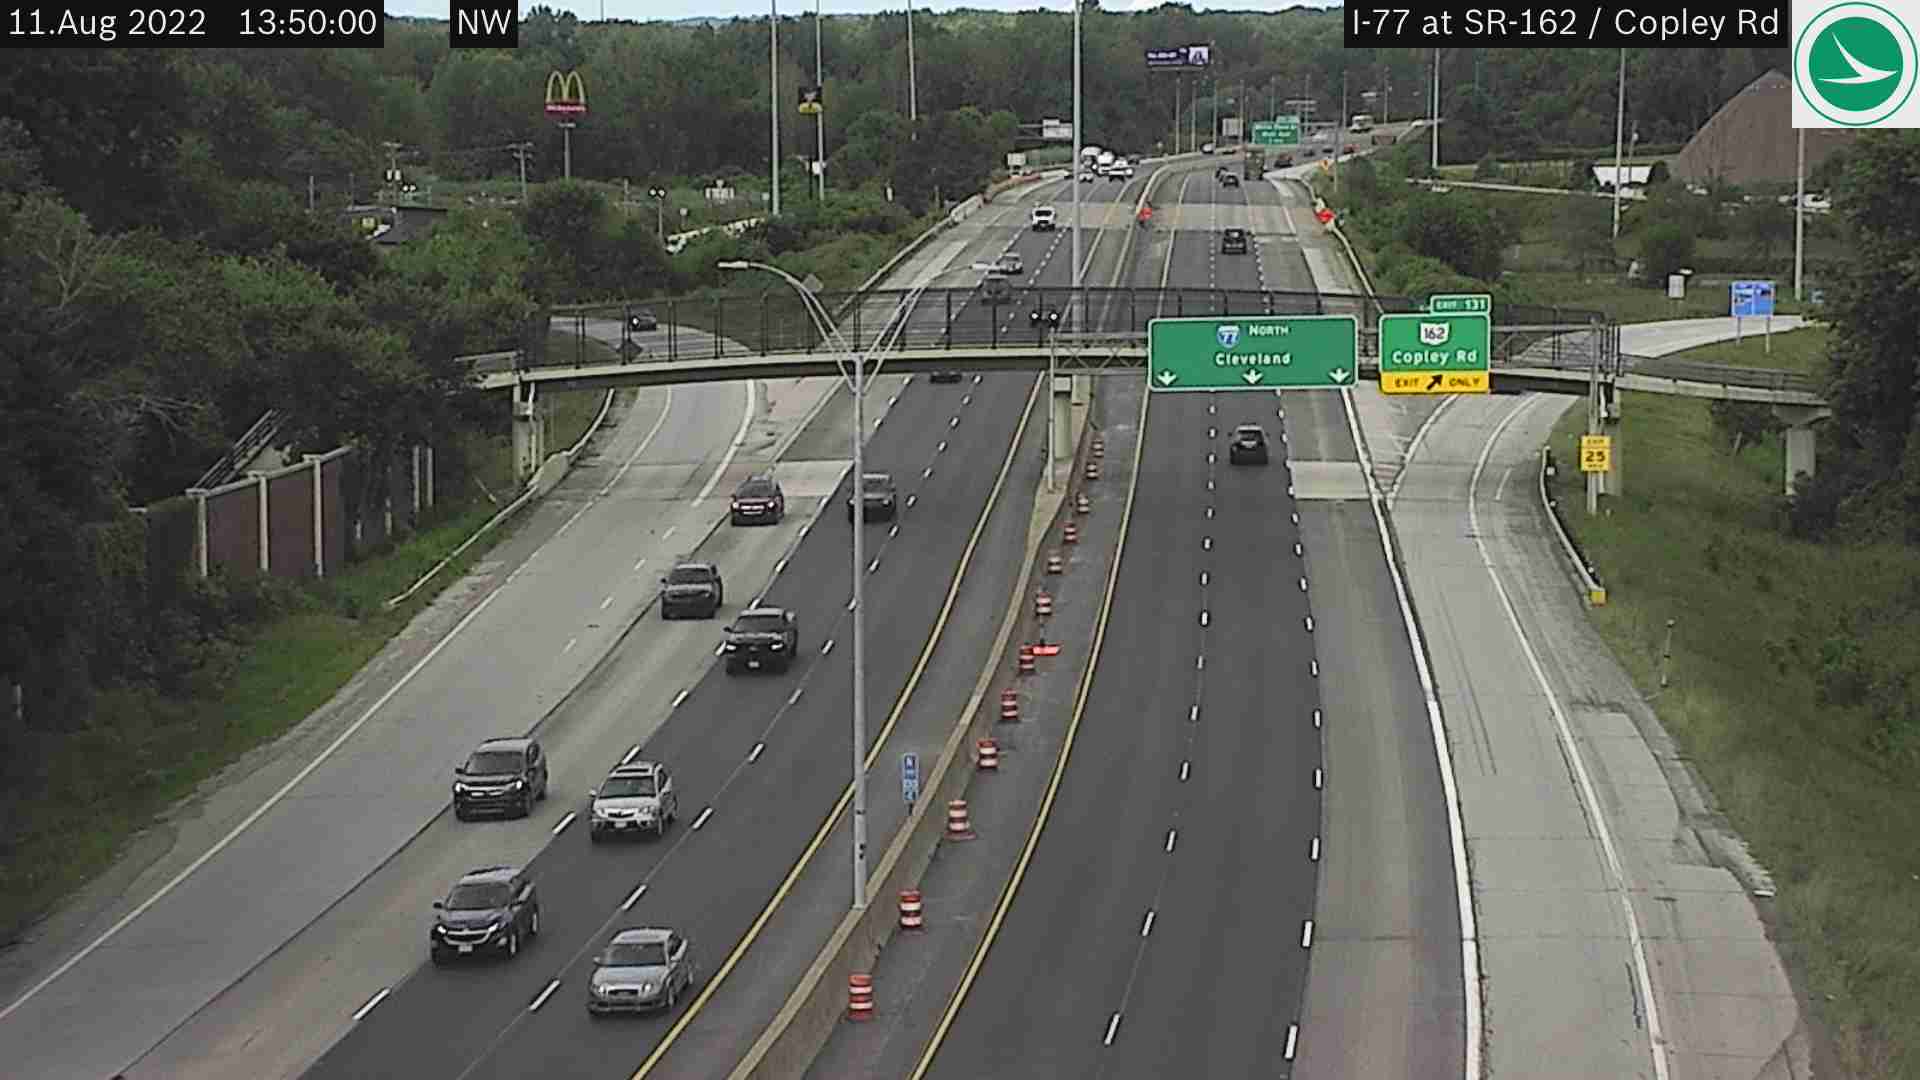 11.Aug 2022 13:50:00
NW
I-77 at SR-162 / Copley Rd
McDonald's
EXIT 131
77 NORTH
Cleveland
162
Copley Rd
EXIT ONLY
EXIT
25